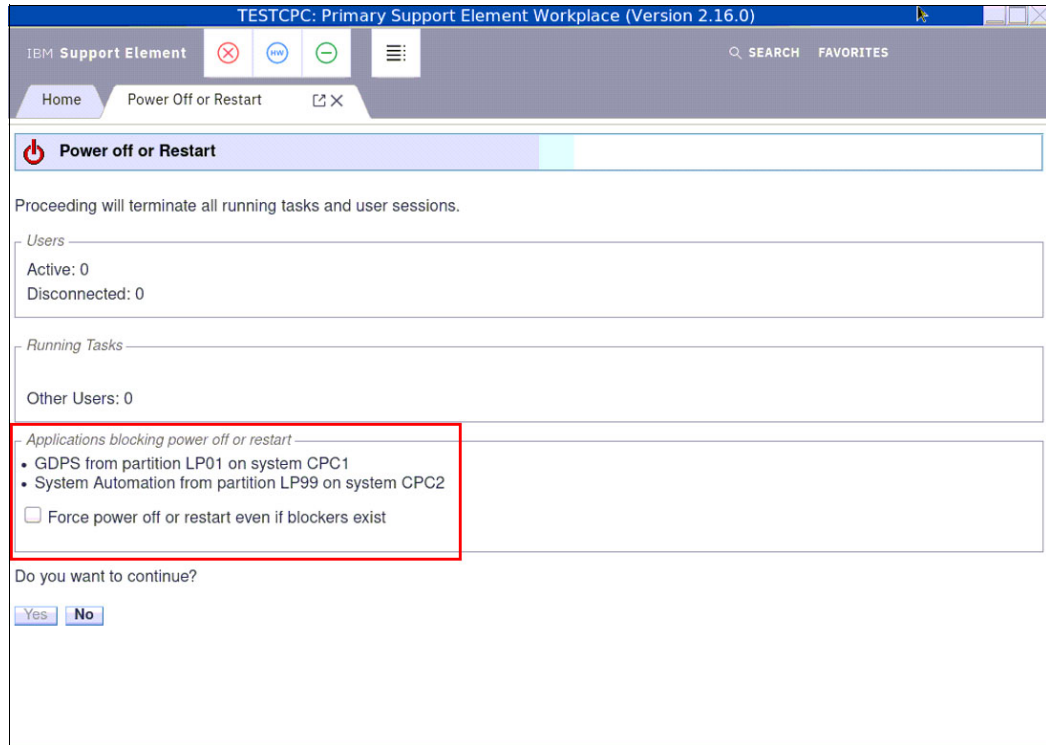 TESTCPC: Primary Support Element Workplace (Version 2.16.0)
IBM Support Element
HW
SEARCH FAVORITES
Home
Power Off or Restart
Power off or Restart
Proceeding will terminate all running tasks and user sessions.
Users
Active: 0
Disconnected: 0
Running Tasks
Other Users: 0
Applications blocking power off or restart
• GDPS from partition LP01 on system CPC1
• System Automation from partition LP99 on system CPC2
Force power off or restart even if blockers exist
Do you want to continue?
Yes No